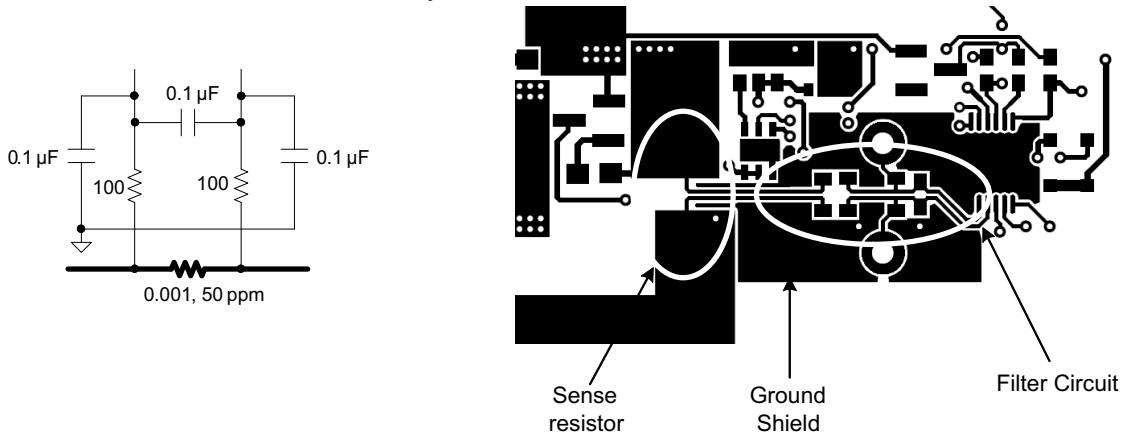 0.1 µF
0.1 µF
0.1 µF
100
100
0.001, 50 ppm
Sense
resistor
Ground
Shield
Filter Circuit